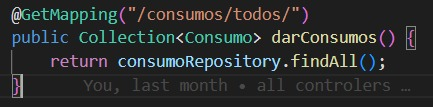 @GetMapping("/consumos/todos/")
public Collection<Consumo> darConsumos() {
    return consumoRepository.findAll();
}    You, last month • all controlers …